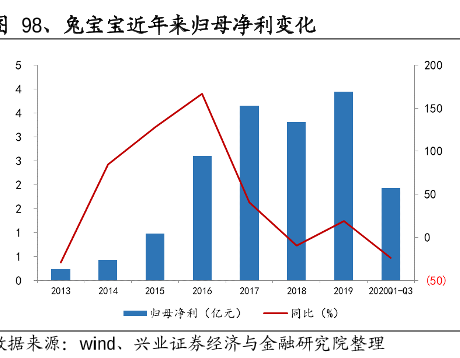 图 98、兔宝宝近年来归母净利变化
5 200
4 150
4
3 100
3
2 50
2
1 0
1
0 (50)
2013 2014 2015 2016 2017 2018 2019 2020Q1-Q3
归母净利(亿元) 同比(%)
数据来源：wind、兴业证券经济与金融研究院整理